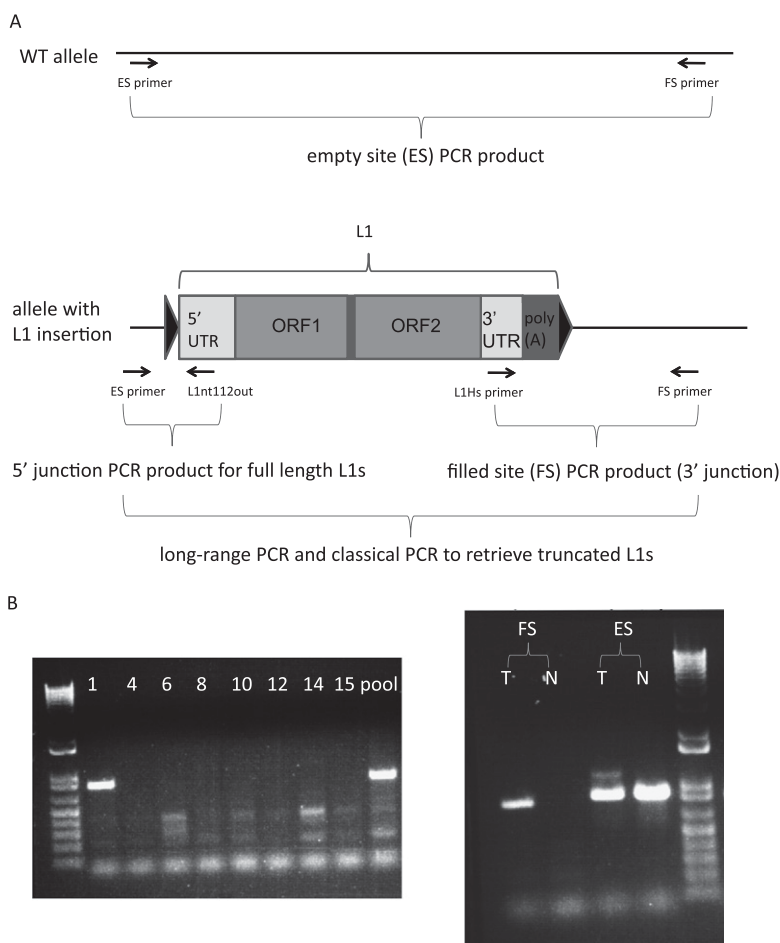 A
WT allele
ES primer
FS primer
empty site (ES) PCR product
L1
allele with
L1 insertion
5’
UTR
ORF1
ORF2
3’
UTR
poly
(A)
ES primer
L1nt112out
L1Hs primer
FS primer
5’ junction PCR product for full length L1s
filled site (FS) PCR product (3’ junction)
long-range PCR and classical PCR to retrieve truncated L1s
B
1 4 6 8 10 12 14 15 pool
FS ES
T N T N